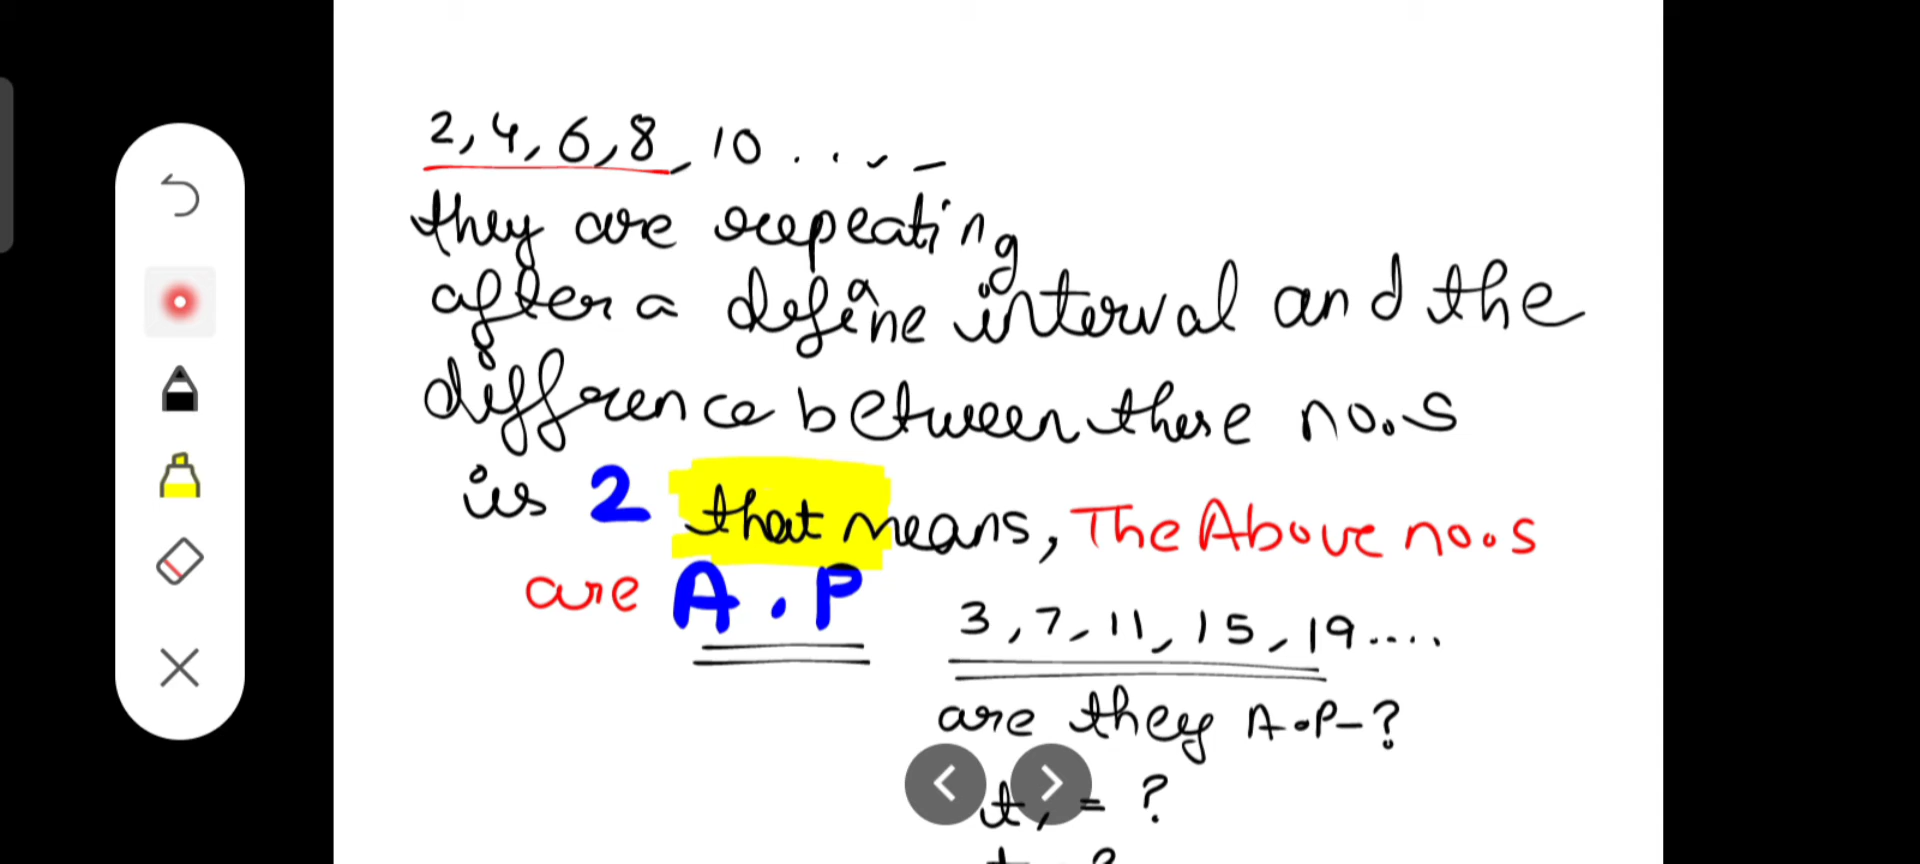 2, 4, 6, 8, 10 . . . .
they are repeating
after a define interval and the
difference between these no.s
is 2 that means, The Above no.s
are A.P
3, 7, 11, 15, 19....
are they A.P-?
= ?